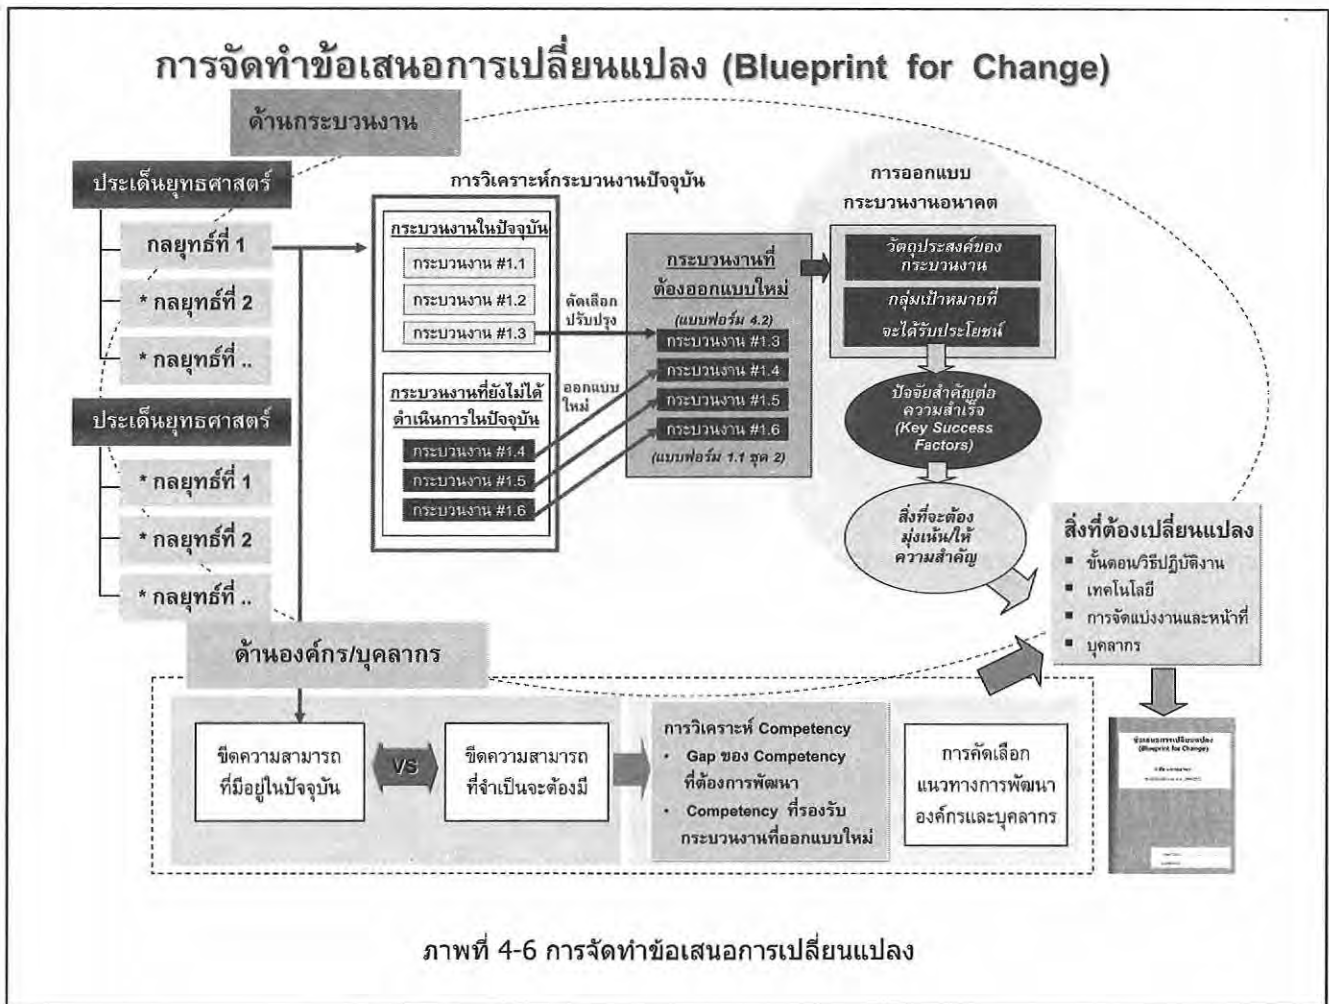 การจัดทำข้อเสนอการเปลี่ยนแปลง (Blueprint for Change)
ด้านกระบวนงาน
ประเด็นยุทธศาสตร์
กลยุทธ์ที่ 1
* กลยุทธ์ที่ 2
* กลยุทธ์ที่ ..
ประเด็นยุทธศาสตร์
* กลยุทธ์ที่ 1
* กลยุทธ์ที่ 2
* กลยุทธ์ที่ ..
การวิเคราะห์กระบวนงานปัจจุบัน
กระบวนงานในปัจจุบัน
กระบวนงาน #1.1
กระบวนงาน #1.2
กระบวนงาน #1.3
กระบวนงานที่ยังไม่ได้
ดำเนินการในปัจจุบัน
กระบวนงาน #1.4
กระบวนงาน #1.5
กระบวนงาน #1.6
คัดเลือก
ปรับปรุง
ออกแบบ
ใหม่
กระบวนงานที่
ต้องออกแบบใหม่
(แบบฟอร์ม 4.2)
กระบวนงาน #1.3
กระบวนงาน #1.4
กระบวนงาน #1.5
กระบวนงาน #1.6
(แบบฟอร์ม 1.1 ชุด 2)
การออกแบบ
กระบวนงานอนาคต
วัตถุประสงค์ของ
กระบวนงาน
กลุ่มเป้าหมายที่
จะได้รับประโยชน์
ปัจจัยสำคัญต่อ
ความสำเร็จ
(Key Success
Factors)
สิ่งที่จะต้อง
มุ่งเน้น/ให้
ความสำคัญ
สิ่งที่ต้องเปลี่ยนแปลง
▪ ขั้นตอน/วิธีปฏิบัติงาน
▪ เทคโนโลยี
▪ การจัดแบ่งงานและหน้าที่
▪ บุคลากร
ด้านองค์กร/บุคลากร
ขีดความสามารถ
ที่มีอยู่ในปัจจุบัน
VS
ขีดความสามารถ
ที่จำเป็นจะต้องมี
การวิเคราะห์ Competency
• Gap ของ Competency
ที่ต้องการพัฒนา
• Competency ที่รองรับ
กระบวนงานที่ออกแบบใหม่
การคัดเลือก
แนวทางการพัฒนา
องค์กรและบุคลากร
ข้อเสนอการเปลี่ยนแปลง
(Blueprint for Change)
ภาพที่ 4-6 การจัดทำข้อเสนอการเปลี่ยนแปลง